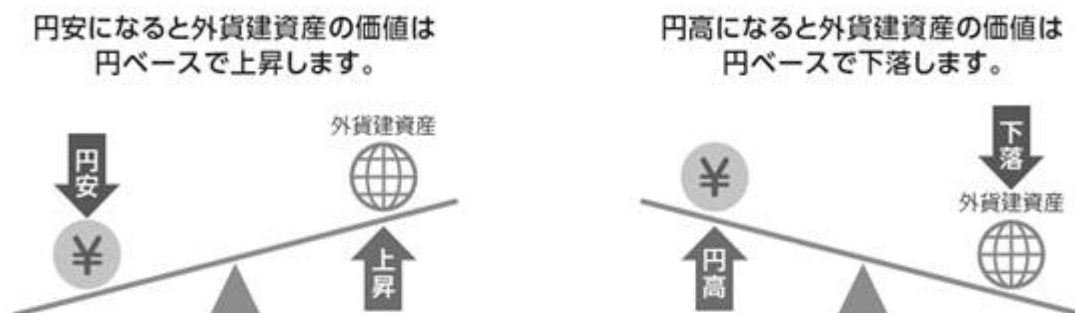 円安になると外貨建資産の価値は
円ベースで上昇します。
円安
¥
外貨建資産
上昇
円高になると外貨建資産の価値は
円ベースで下落します。
¥
円高
下落
外貨建資産